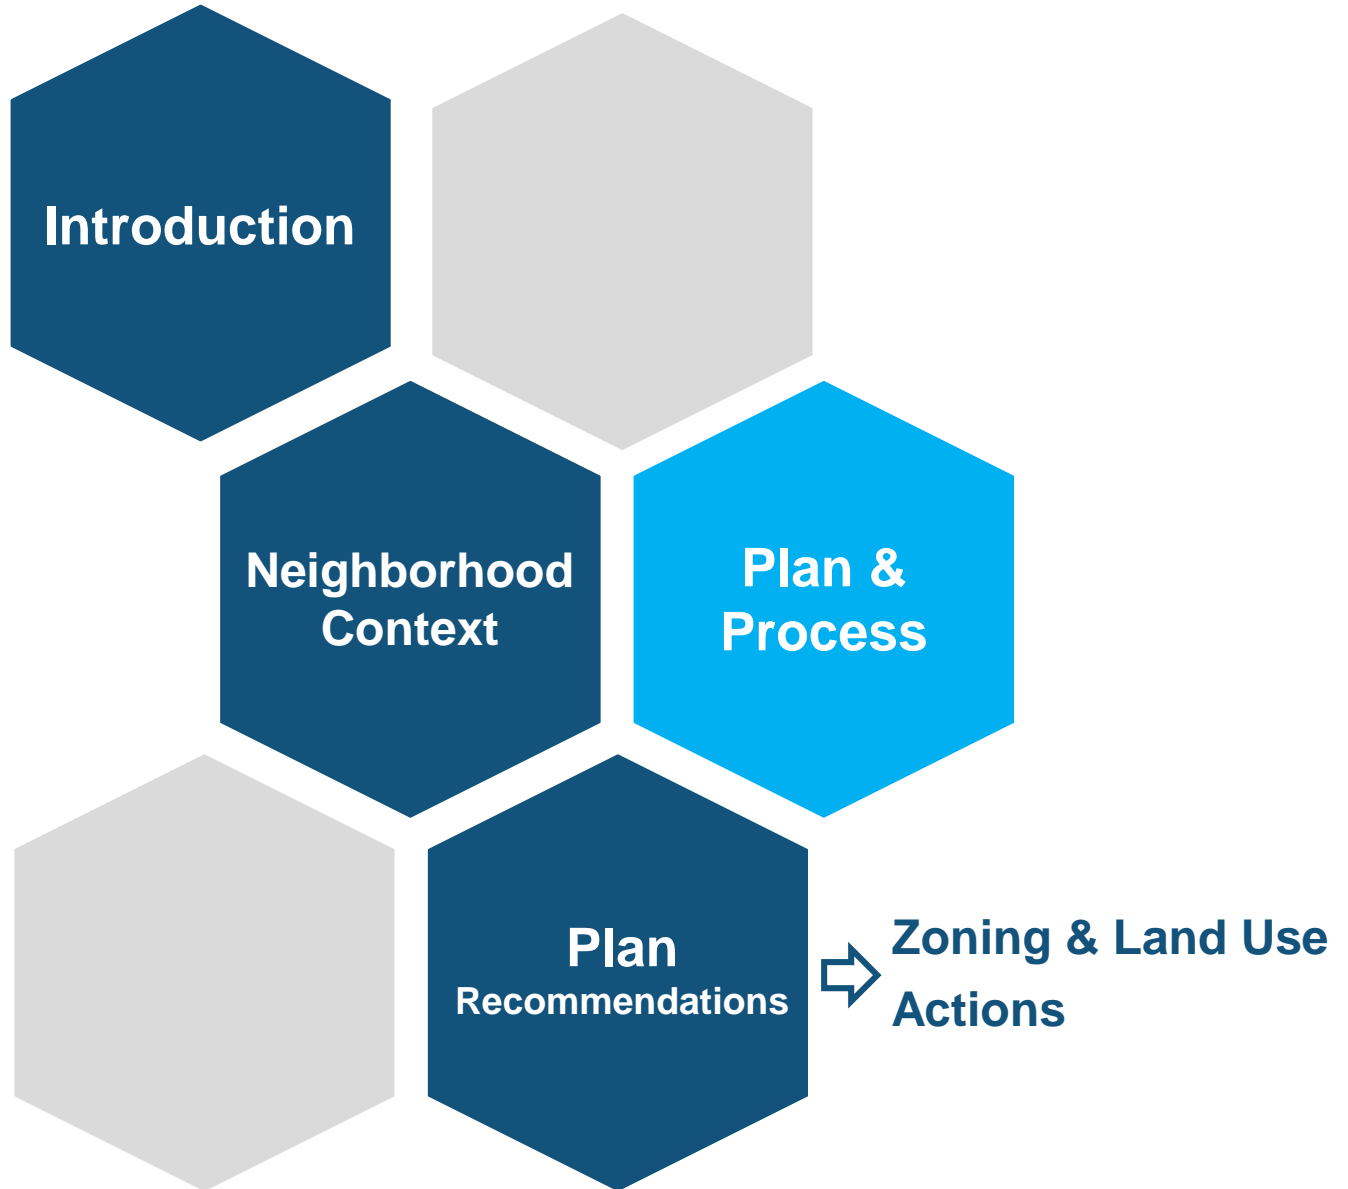 Introduction
Neighborhood
Context
Plan &
Process
Plan
Recommendations
Zoning & Land Use
Actions